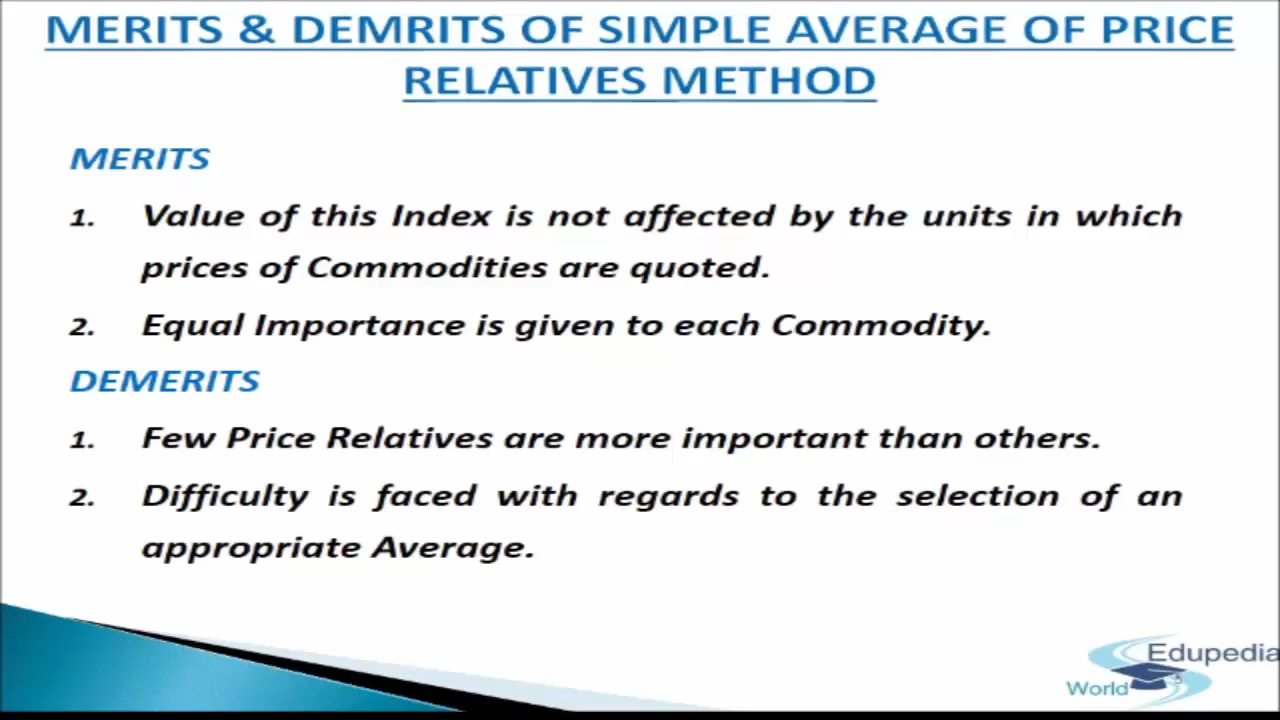 MERITS & DEMRITS OF SIMPLE AVERAGE OF PRICE
RELATIVES METHOD
MERITS
1. Value of this Index is not affected by the units in which
prices of Commodities are quoted.
2. Equal Importance is given to each Commodity.
DEMERITS
1. Few Price Relatives are more important than others.
2. Difficulty is faced with regards to the selection of an
appropriate Average.
Edupedia
World